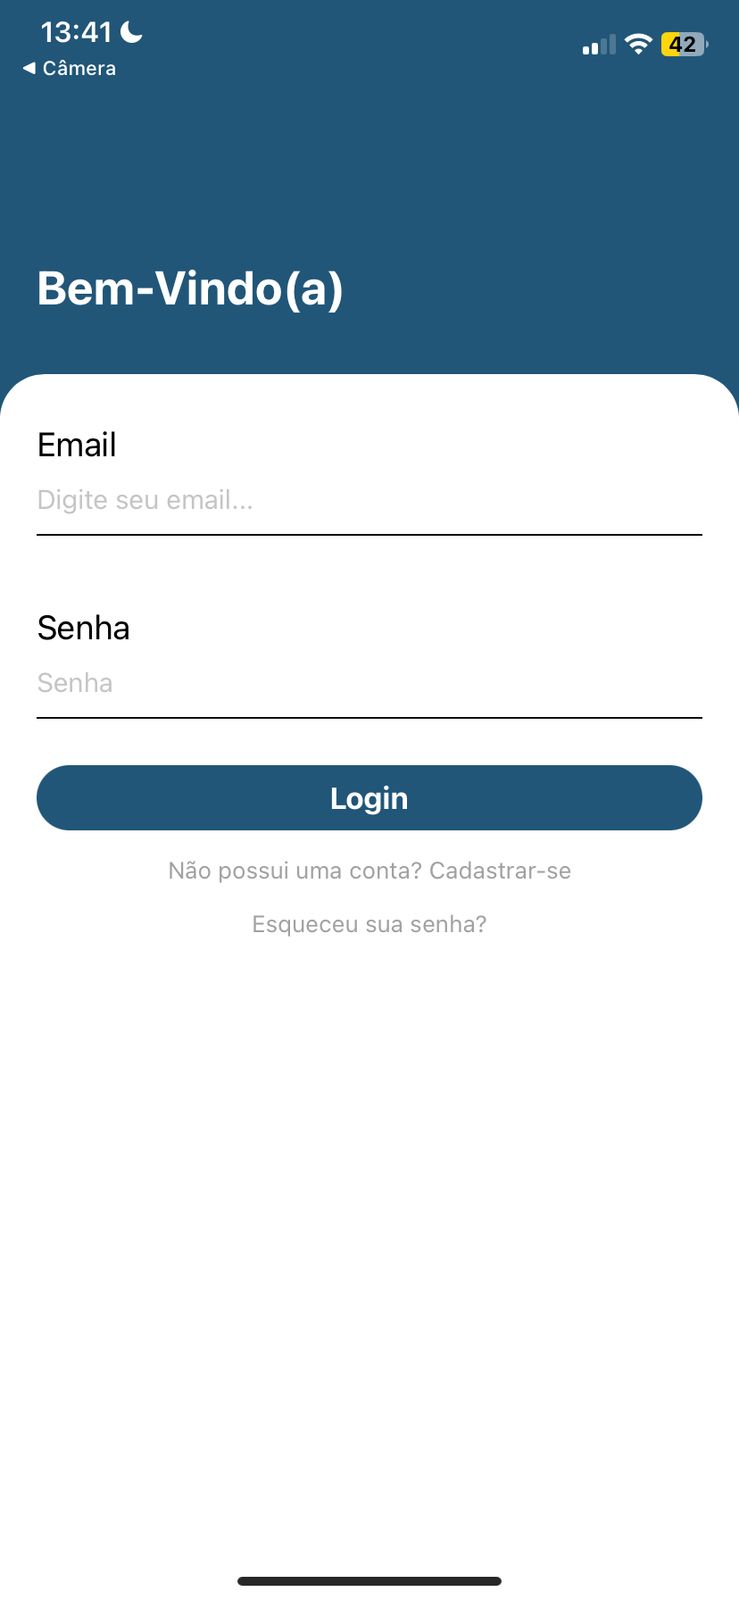 13:41
42
◀ Câmera
Bem-Vindo(a)
Email
Digite seu email...
Senha
Senha
Login
Não possui uma conta? Cadastrar-se
Esqueceu sua senha?